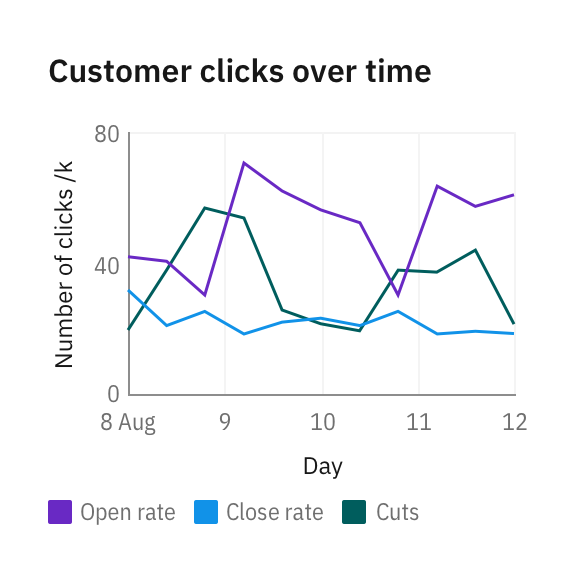 Customer clicks over time
Number of clicks /k
80
40
0
8 Aug 9 10 11 12
Day
Open rate Close rate Cuts